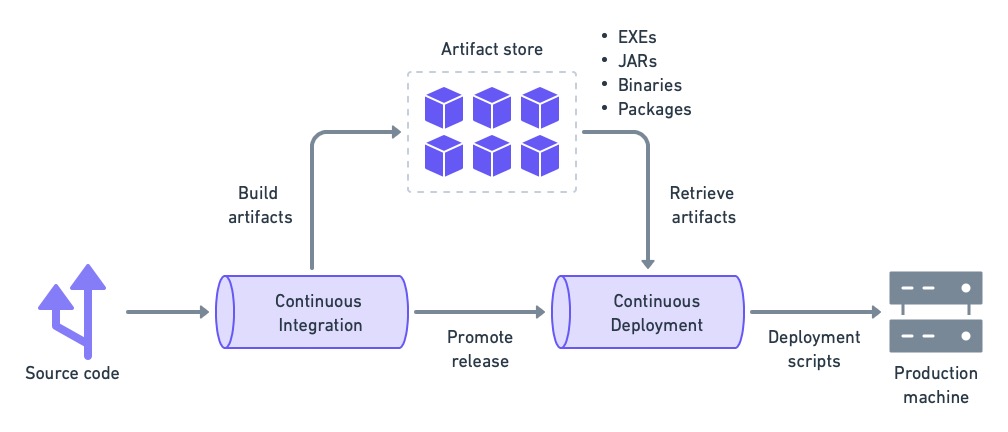 Artifact store
• EXEs
• JARs
• Binaries
• Packages
Build
artifacts
Retrieve
artifacts
Continuous
Integration
Continuous
Deployment
Promote
release
Deployment
scripts
Source code
Production
machine